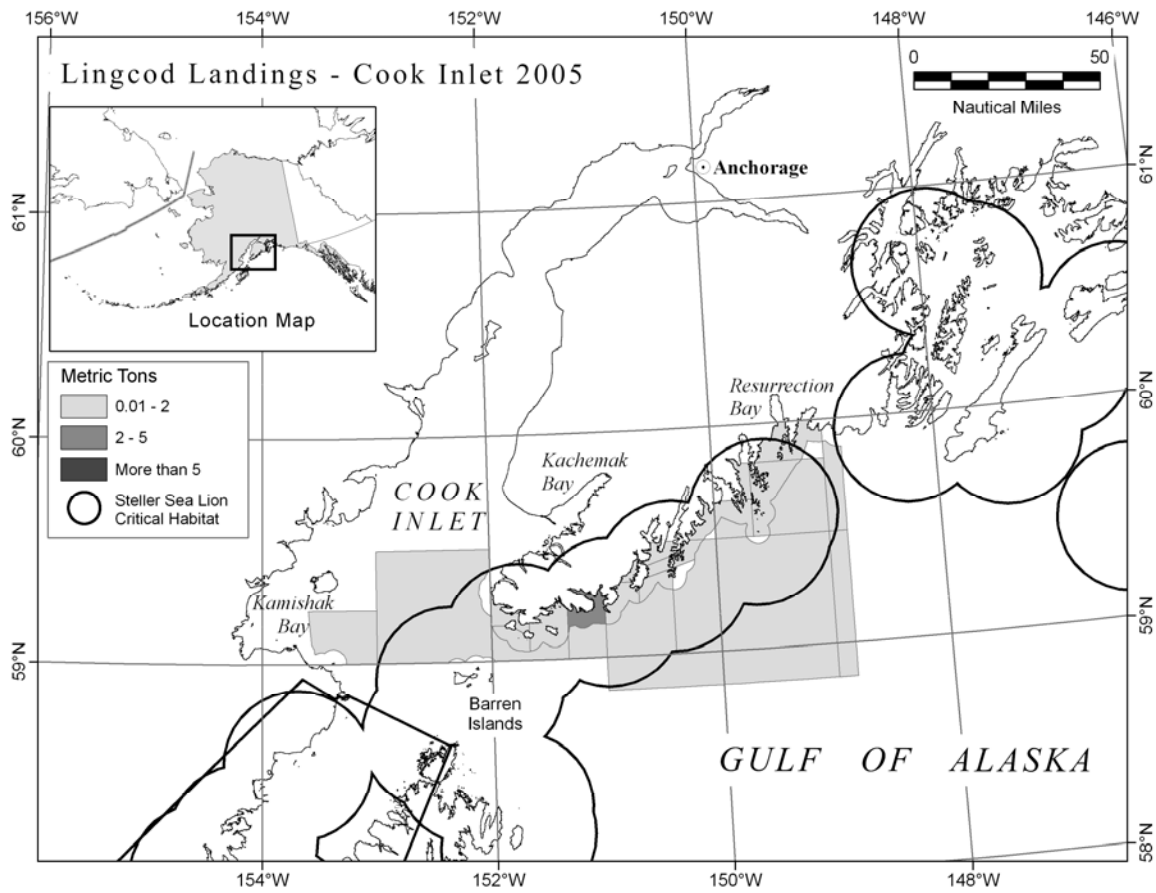 156°W
154°W
152°W
150°W
148°W
146°W
Lingcod Landings - Cook Inlet 2005
0
50
Nautical Miles
Anchorage
61°N
61°N
Location Map
Metric Tons
0.01 - 2
2 - 5
More than 5
Steller Sea Lion
Critical Habitat
Resurrection
Bay
60°N
60°N
Kachemak
Bay
COOK
INLET
Kamishak
Bay
59°N
59°N
Barren
Islands
GULF OF ALASKA
58°N
154°W
152°W
150°W
148°W